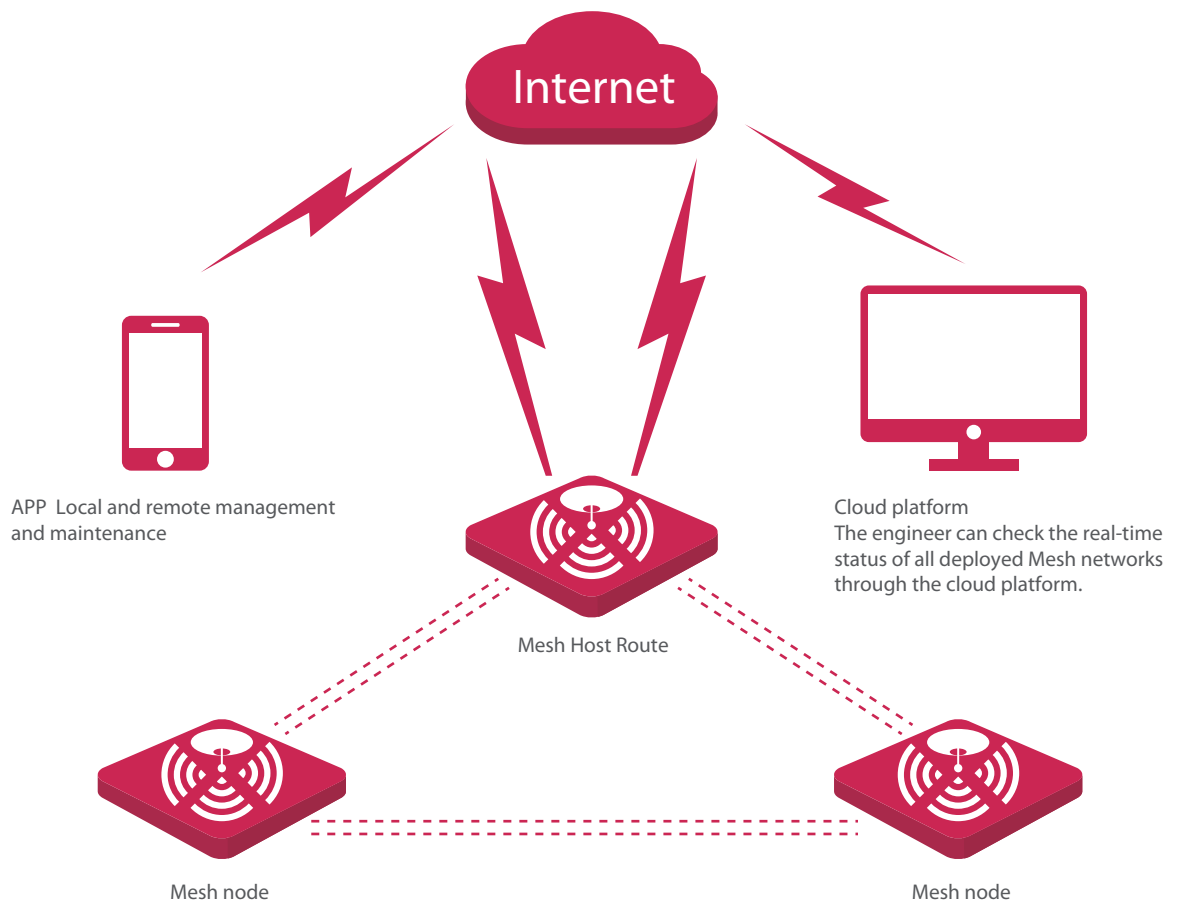 Internet
APP  Local and remote management
and maintenance
Cloud platform
The engineer can check the real-time
status of all deployed Mesh networks
through the cloud platform.
Mesh Host Route
Mesh node
Mesh node